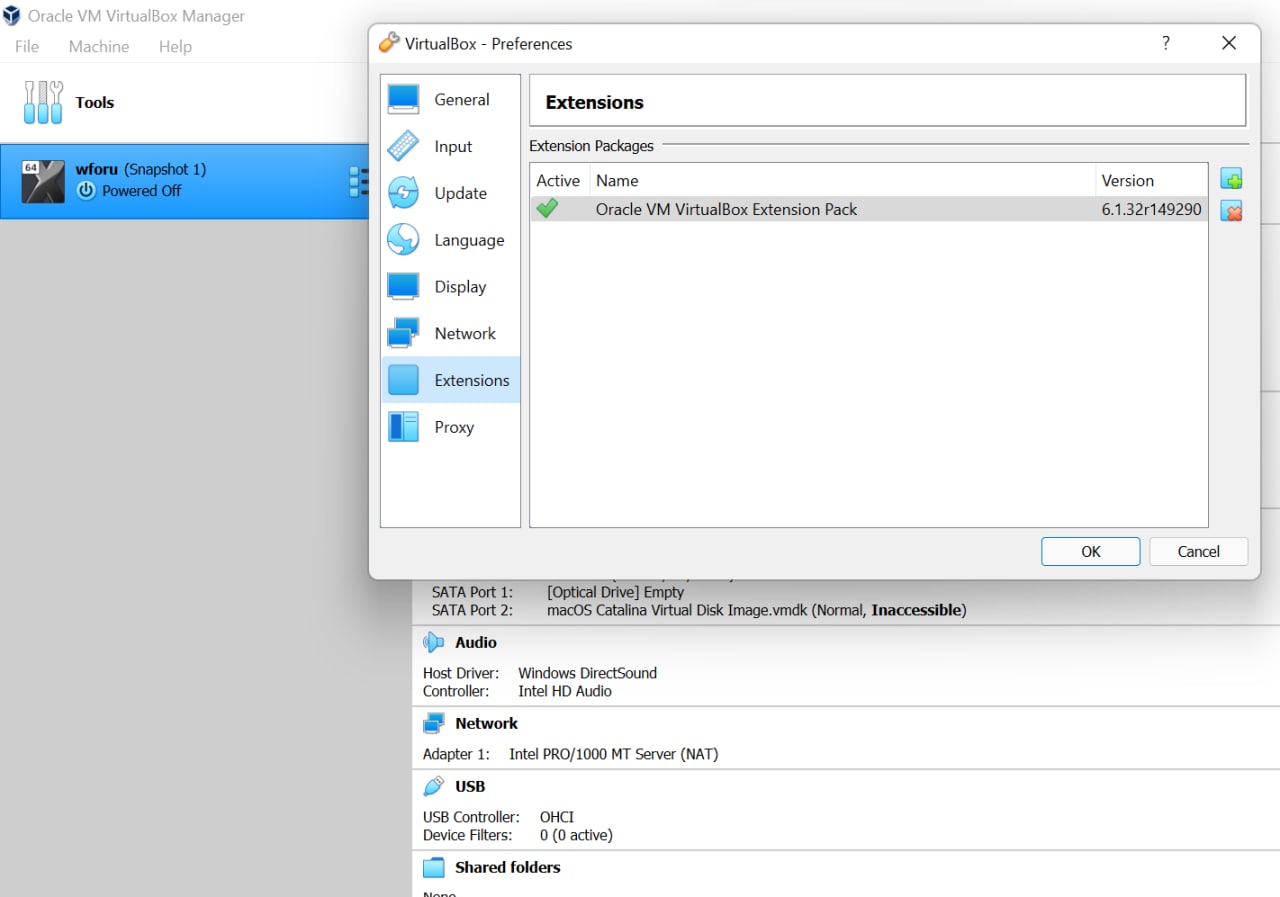 Oracle VM VirtualBox Manager
File Machine Help
Tools
64
wforu (Snapshot 1)
Powered Off
VirtualBox - Preferences
?
General
Input
Update
Language
Display
Network
Extensions
Proxy
Extensions
Extension Packages
Active Name Version
Oracle VM VirtualBox Extension Pack 6.1.32r149290
OK Cancel
SATA Port 1: [Optical Drive] Empty
SATA Port 2: macOS Catalina Virtual Disk Image.vmdk (Normal, Inaccessible)
Audio
Host Driver: Windows DirectSound
Controller: Intel HD Audio
Network
Adapter 1: Intel PRO/1000 MT Server (NAT)
USB
USB Controller: OHCI
Device Filters: 0 (0 active)
Shared folders
None